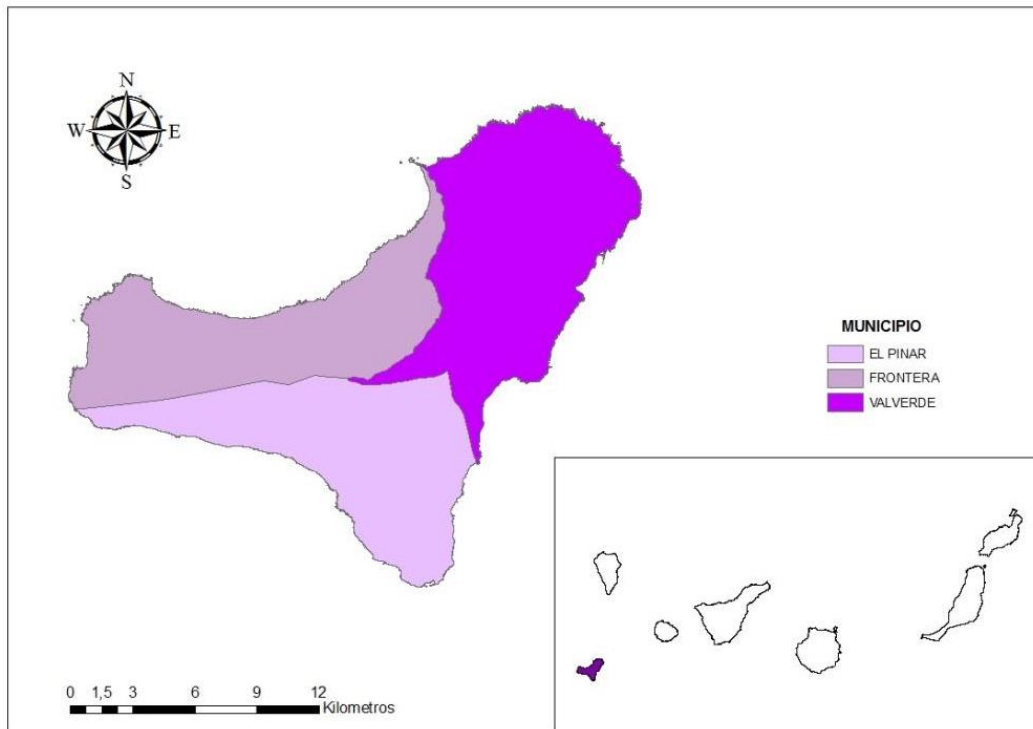 N
W E
S
MUNICIPIO
EL PINAR
FRONTERA
VALVERDE
0 1,5 3 6 9 12
Kilometros